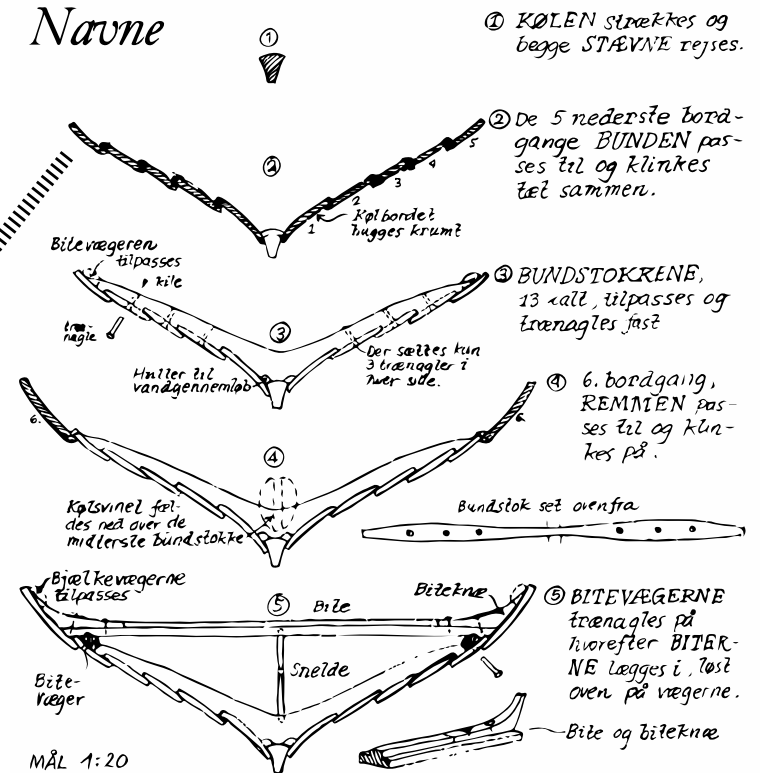 Navne
①
① KØLEN strækkes og
begge STÆVNE rejses.
②
② De 5 nederste bord-
gange BUNDEN pas-
ses til og klinkes
tæt sammen.
1
2
3
4
5
Kølbordet
hugges krumt
Bitevægeren
tilpasses
kile
træ-
nagle
③
Huller til
vandgennemløb
Der sættes kun
3 trænagler i
hver side.
③ BUNDSTOKKENE,
13 ialt, tilpasses og
trænagles fast
6.
6.
④
Kølsvinet fæl-
des ned over de
midterste bundstokke
④ 6. bordgang,
REMMEN pas-
ses til og klin-
kes på.
Bundstok set ovenfra
Bjælkevægerne
tilpasses
⑤
Bite
Biteknæ
Bite-
væger
Snelde
⑤ BITEVÆGERNE
trænagles på
hvorefter BITER-
NE lægges i, løst
oven på vægerne.
Bite og biteknæ
MÅL 1:20